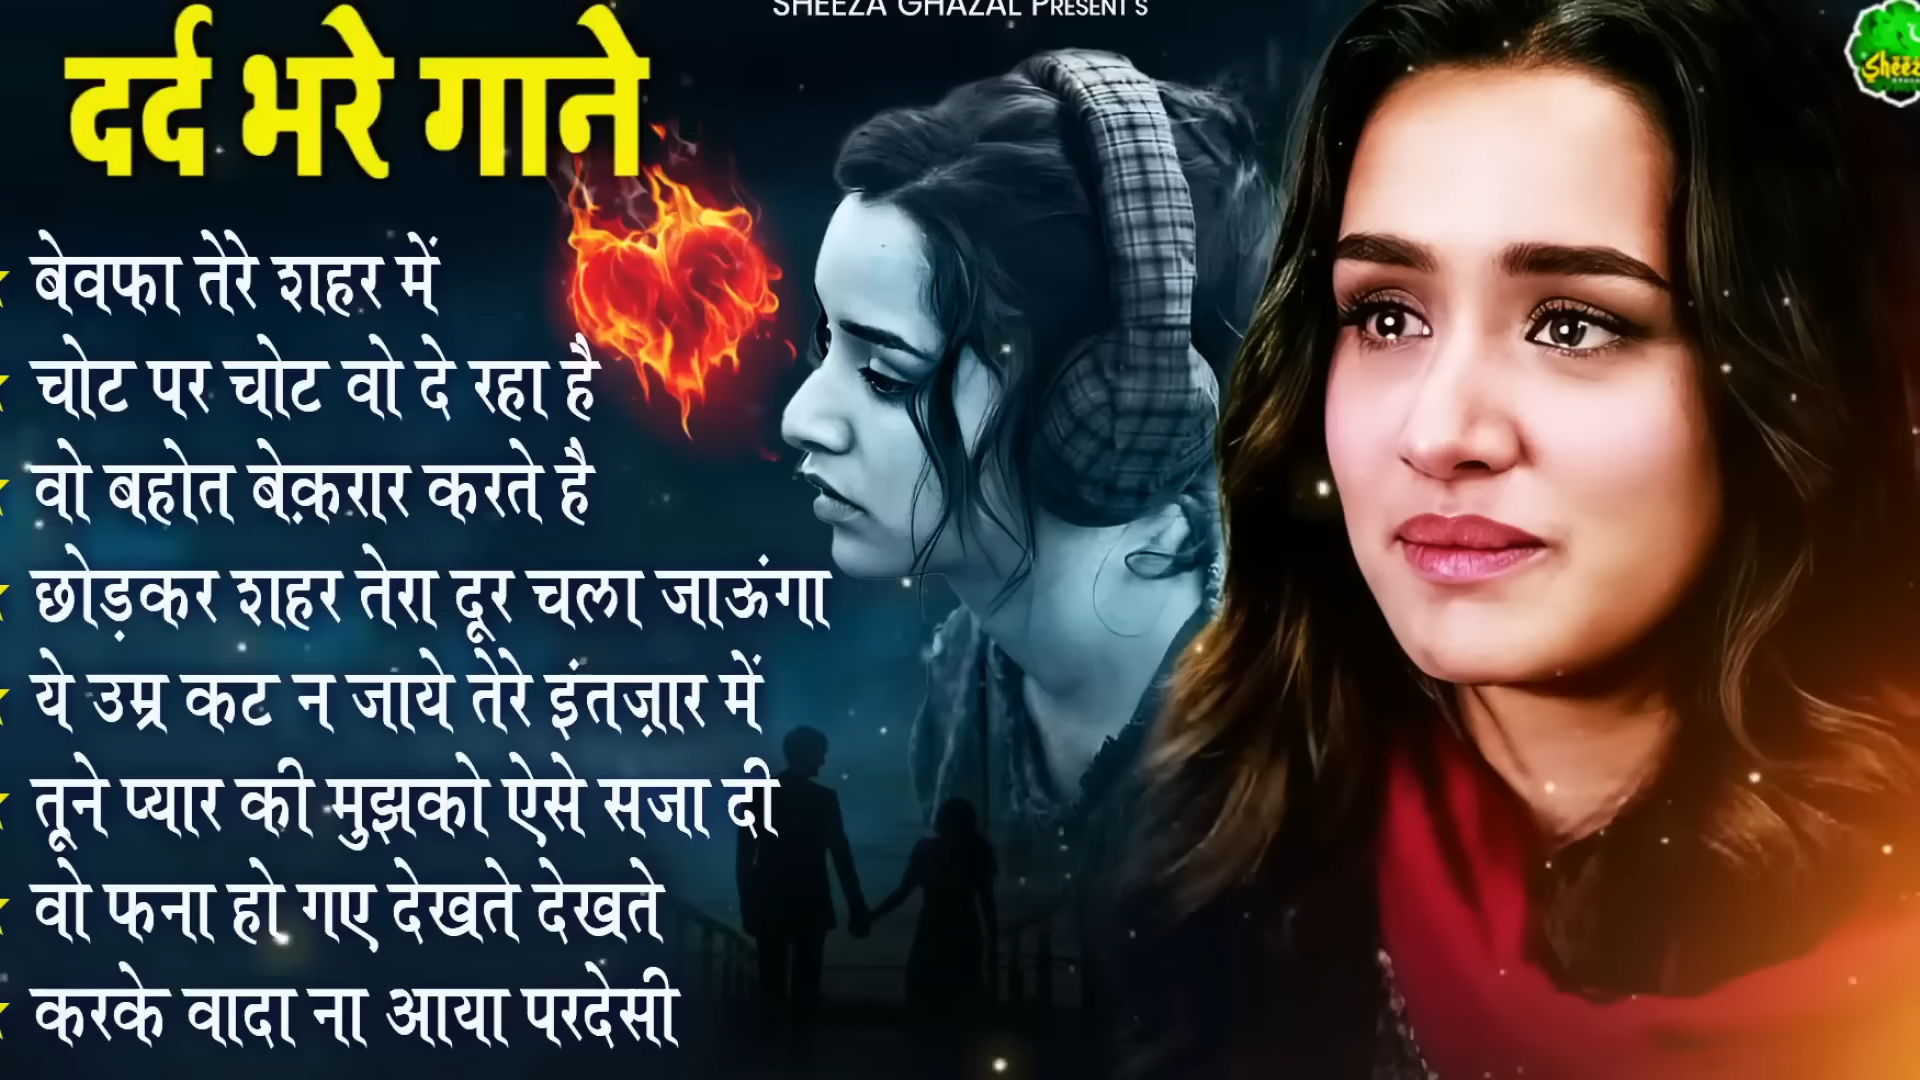 SHEEZA GHAZAL PRESENT'S
दर्द भरे गाने
बेवफा तेरे शहर में
चोट पर चोट वो दे रहा है
वो बहोत बेक़रार करते है
छोड़कर शहर तेरा दूर चला जाऊंगा
ये उम्र कट न जाये तेरे इंतज़ार में
तूने प्यार की मुझको ऐसे सजा दी
वो फना हो गए देखते देखते
करके वादा ना आया परदेसी